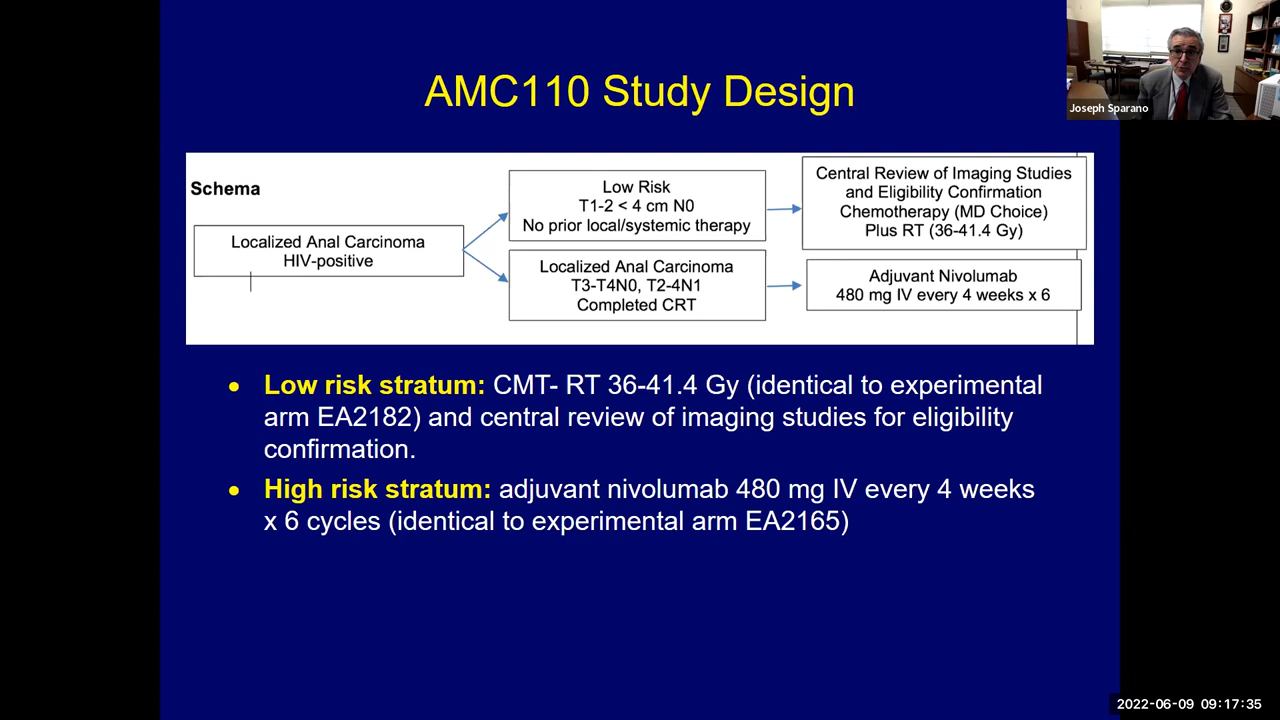 AMC110 Study Design
Joseph Sparano
Schema
Localized Anal Carcinoma
HIV-positive
Low Risk
T1-2 < 4 cm N0
No prior local/systemic therapy
Central Review of Imaging Studies
and Eligibility Confirmation
Chemotherapy (MD Choice)
Plus RT (36-41.4 Gy)
Localized Anal Carcinoma
T3-T4N0, T2-4N1
Completed CRT
Adjuvant Nivolumab
480 mg IV every 4 weeks x 6
• Low risk stratum: CMT- RT 36-41.4 Gy (identical to experimental
arm EA2182) and central review of imaging studies for eligibility
confirmation.
• High risk stratum: adjuvant nivolumab 480 mg IV every 4 weeks
x 6 cycles (identical to experimental arm EA2165)
2022-06-09 09:17:35